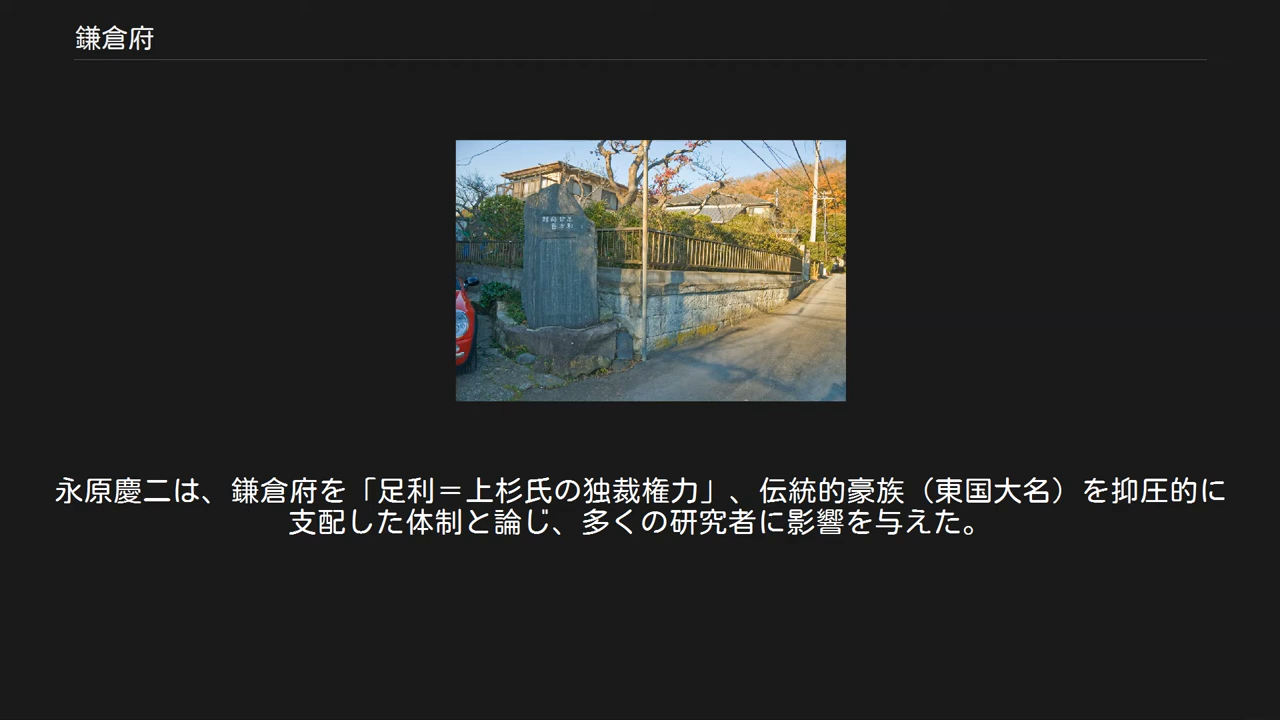 鎌倉府
永原慶二は、鎌倉府を「足利＝上杉氏の独裁権力」、伝統的豪族（東国大名）を抑圧的に
支配した体制と論じ、多くの研究者に影響を与えた。